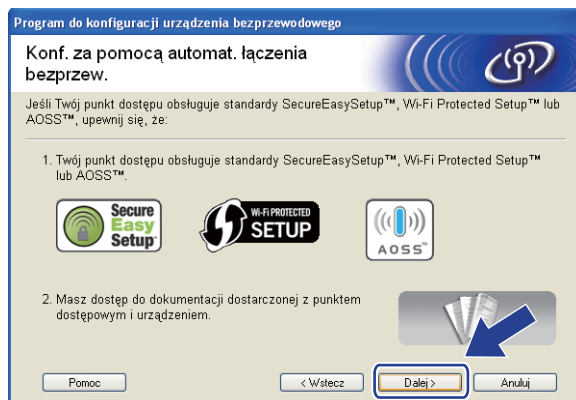 Program do konfiguracji urządzenia bezprzewodowego
Konf. za pomocą automat. łączenia
bezprzew.
Jeśli Twój punkt dostępu obsługuje standardy SecureEasySetup™, Wi-Fi Protected Setup™ lub
AOSS™, upewnij się, że:
1. Twój punkt dostępu obsługuje standardy SecureEasySetup™, Wi-Fi Protected Setup™
lub AOSS™.
Secure
Easy
Setup™
Wi-Fi PROTECTED
SETUP
AOSS™
2. Masz dostęp do dokumentacji dostarczonej z punktem
dostępowym i urządzeniem.
Pomoc
< Wstecz
Dalej >
Anuluj